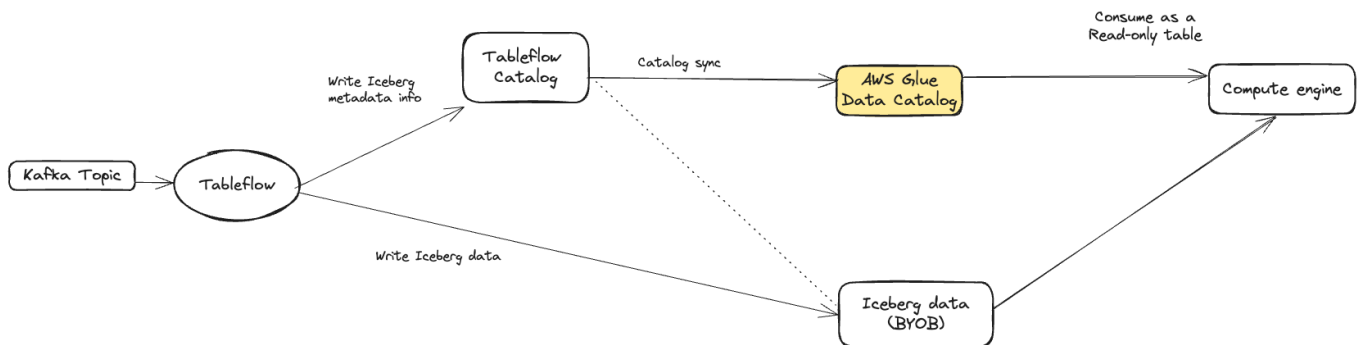 Consume as a
Read-only table
Tableflow
Catalog
Catalog sync
AWS Glue
Data Catalog
Compute engine
Write Iceberg
metadata info
Kafka Topic
Tableflow
Write Iceberg data
Iceberg data
(BYOB)